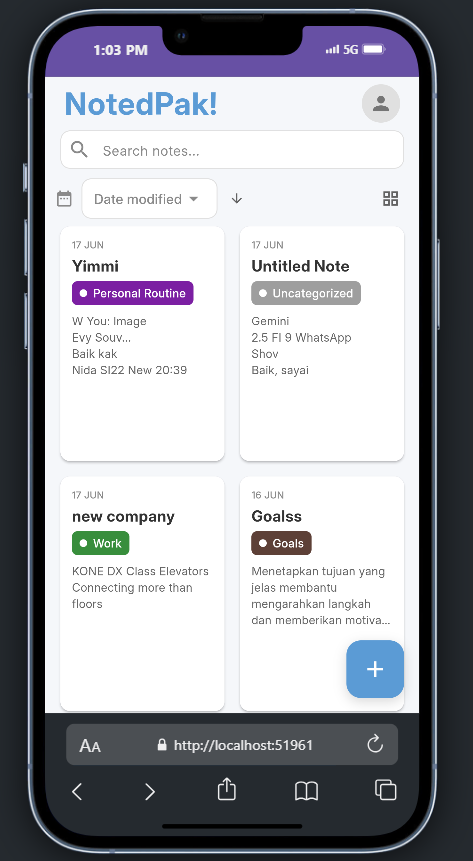 1:03 PM
5G
NotedPak!
Search notes...
Date modified
17 JUN
Yimmi
Personal Routine
W You: Image
Evy Souv...
Baik kak
Nida SI22 New 20:39
17 JUN
Untitled Note
Uncategorized
Gemini
2.5 FI 9 WhatsApp
Shov
Baik, sayai
17 JUN
new company
Work
KONE DX Class Elevators
Connecting more than
floors
16 JUN
Goalss
Goals
Menetapkan tujuan yang
jelas membantu
mengarahkan langkah
dan memberikan motiva...
+
AA
http://localhost:51961